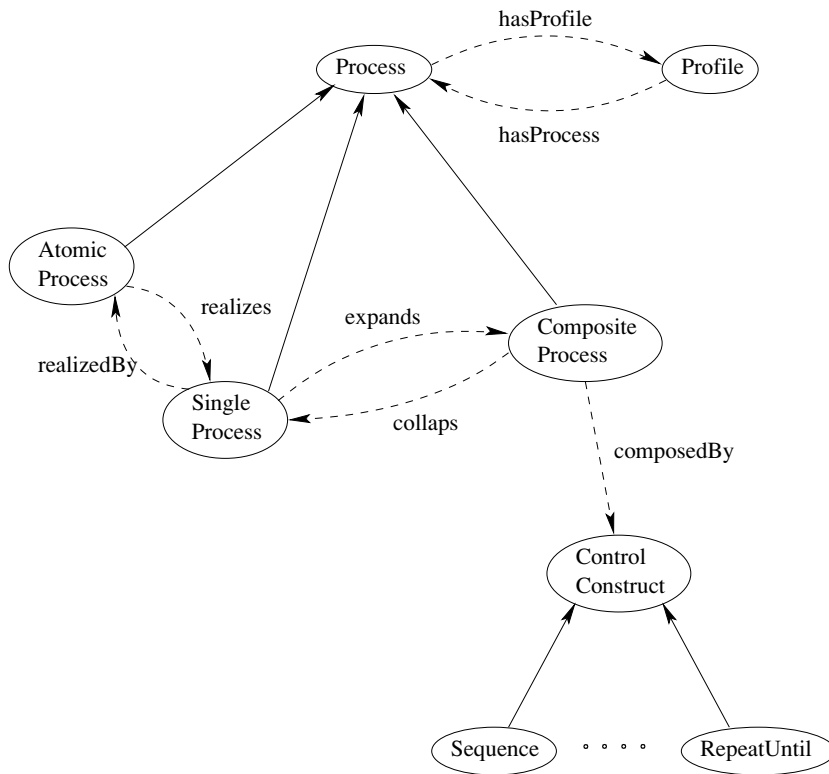 hasProfile
Process
Profile
hasProcess
Atomic
Process
realizes
expands
Composite
Process
realizedBy
Single
Process
collaps
composedBy
Control
Construct
Sequence
RepeatUntil